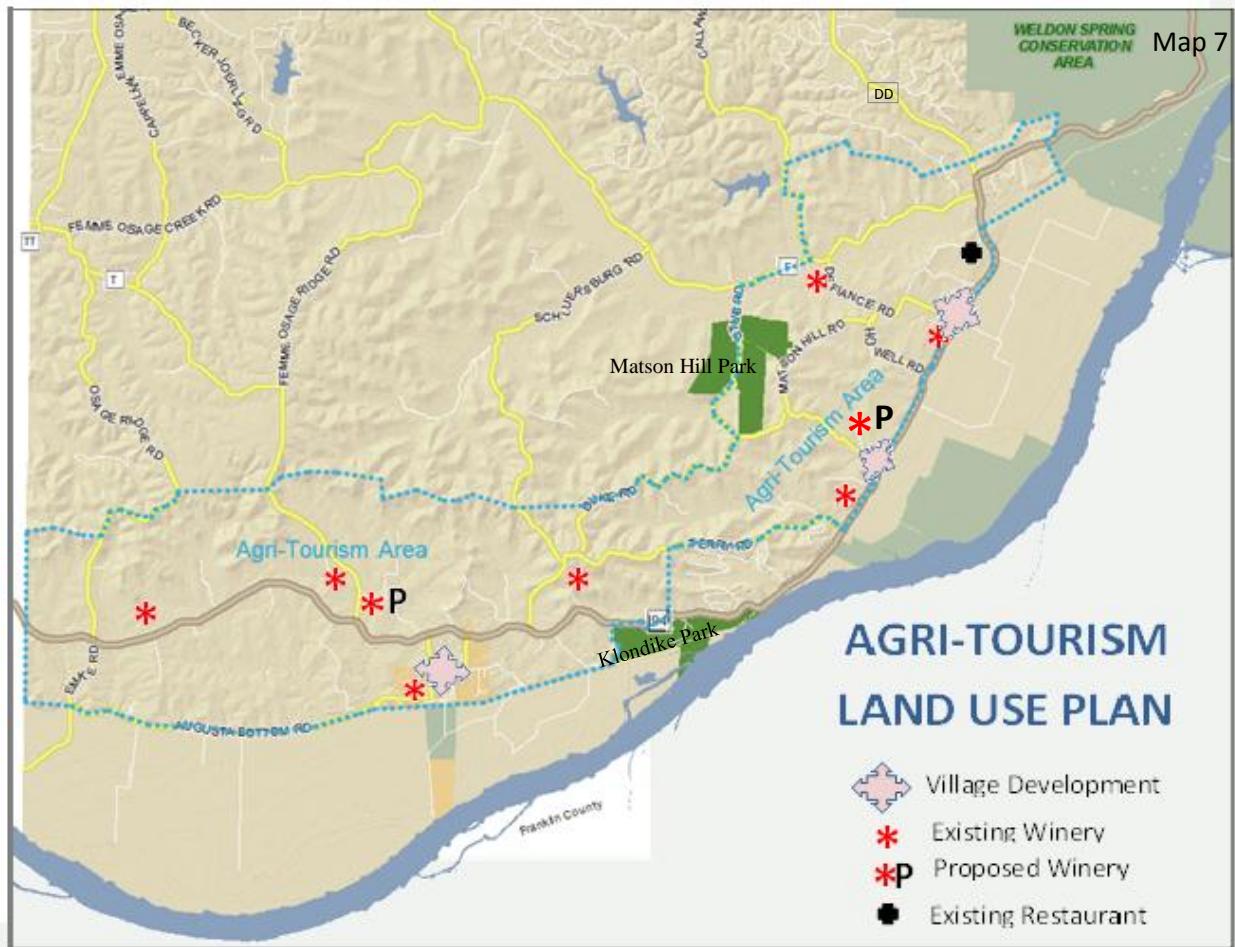 WELDON SPRING
CONSERVATION
AREA
Map 7
DD
FEMME OSAGE CREEK RD
TT
T
FEMME OSAGE RIDGE RD
SCHLUERSBURG RD
F
DEFIANCE RD
MATSON HILL RD
HOWELL RD
Matson Hill Park
Agri-Tourism Area
OSAGE RIDGE RD
Agri-Tourism Area
P
P
Klondike Park
AUGUSTA BOTTOM RD
Franklin County
AGRI-TOURISM
LAND USE PLAN
Village Development
Existing Winery
P Proposed Winery
Existing Restaurant